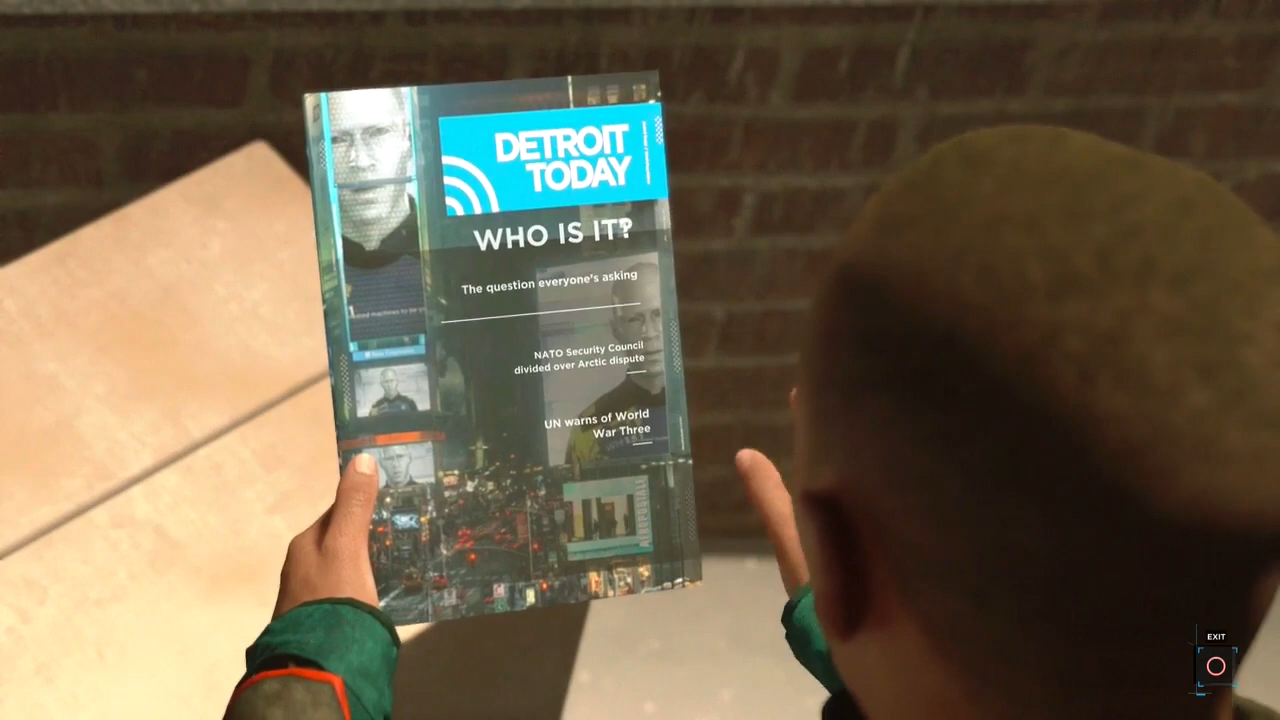 DETROIT
TODAY
WHO IS IT?
The question everyone's asking
NATO Security Council
divided over Arctic dispute
UN warns of World
War Three
EXIT